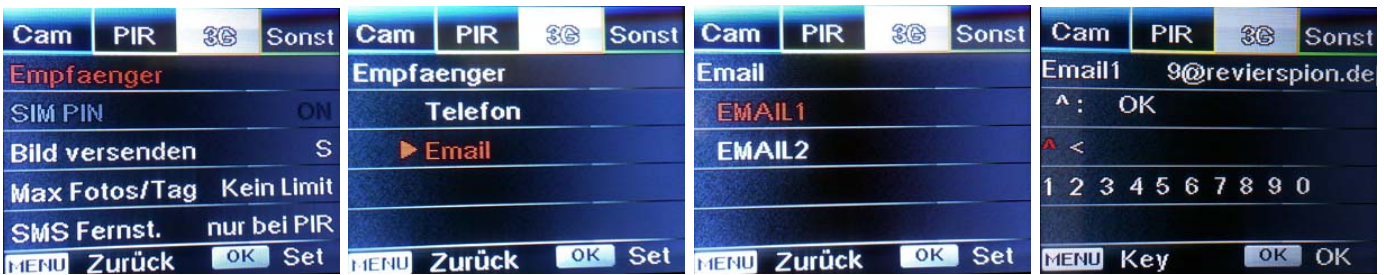 Cam PIR 3G Sonst
Empfaenger
SIM PIN ON
Bild versenden S
Max Fotos/Tag Kein Limit
SMS Fernst. nur bei PIR
MENU Zurück OK Set
Cam PIR 3G Sonst
Empfaenger
Telefon
Email
MENU Zurück OK Set
Cam PIR 3G Sonst
Email
EMAIL1
EMAIL2
MENU Zurück OK Set
Cam PIR 3G Sonst
Email1 9@revierspion.de
^: OK
^ <
1 2 3 4 5 6 7 8 9 0
MENU Key OK OK